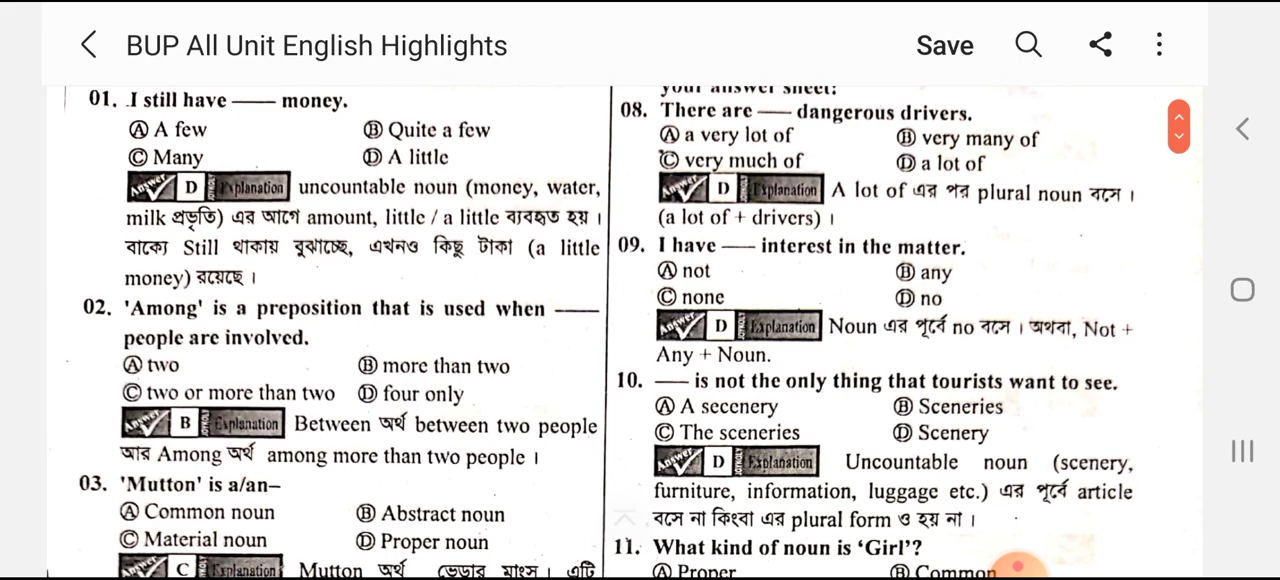 BUP All Unit English Highlights
Save
01. .I still have —— money.
Ⓐ A few Ⓑ Quite a few
Ⓒ Many Ⓓ A little
Answer D Explanation uncountable noun (money, water,
milk প্রভৃতি) এর আগে amount, little / a little ব্যবহৃত হয় ।
বাক্যে Still থাকায় বুঝাচ্ছে, এখনও কিছু টাকা (a little
money) রয়েছে ।
02. 'Among' is a preposition that is used when ——
people are involved.
Ⓐ two Ⓑ more than two
Ⓒ two or more than two Ⓓ four only
Answer B Explanation Between অর্থ between two people
আর Among অর্থ among more than two people ।
03. 'Mutton' is a/an–
Ⓐ Common noun Ⓑ Abstract noun
Ⓒ Material noun Ⓓ Proper noun
Answer C Explanation Mutton অর্থ ভেড়ার মাংস । এটি
your answer sheet:
08. There are —— dangerous drivers.
Ⓐ a very lot of Ⓑ very many of
Ⓒ very much of Ⓓ a lot of
Answer D Explanation A lot of এর পর plural noun বসে ।
(a lot of + drivers) ।
09. I have —— interest in the matter.
Ⓐ not Ⓑ any
Ⓒ none Ⓓ no
Answer D Explanation Noun এর পূর্বে no বসে । অথবা, Not +
Any + Noun.
10. —— is not the only thing that tourists want to see.
Ⓐ A secenery Ⓑ Sceneries
Ⓒ The sceneries Ⓓ Scenery
Answer D Explanation Uncountable noun (scenery,
furniture, information, luggage etc.) এর পূর্বে article
বসে না কিংবা এর plural form ও হয় না ।
11. What kind of noun is ‘Girl’?
Ⓐ Proper Ⓑ Common